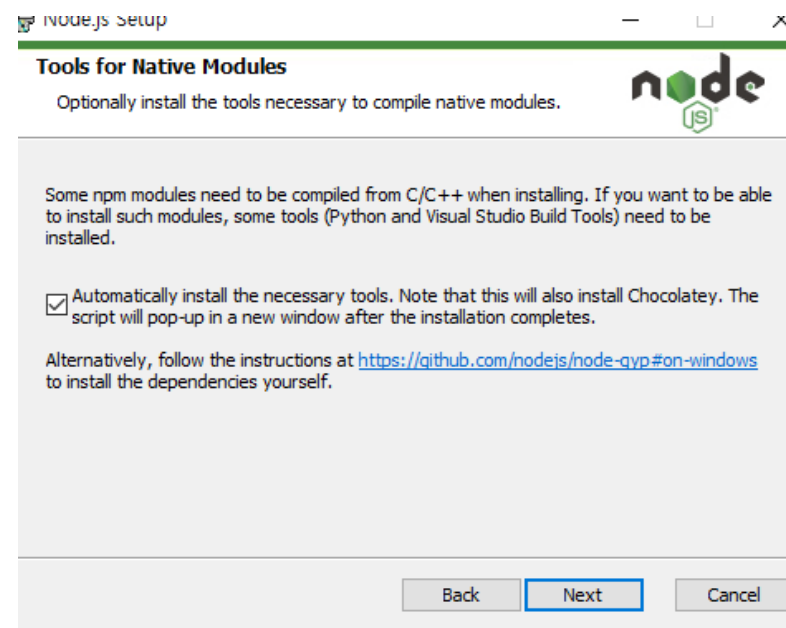 Node.js Setup
Tools for Native Modules
Optionally install the tools necessary to compile native modules.
node
JS
Some npm modules need to be compiled from C/C++ when installing. If you want to be able
to install such modules, some tools (Python and Visual Studio Build Tools) need to be
installed.
Automatically install the necessary tools. Note that this will also install Chocolatey. The
script will pop-up in a new window after the installation completes.
Alternatively, follow the instructions at https://github.com/nodejs/node-gyp#on-windows
to install the dependencies yourself.
Back
Next
Cancel